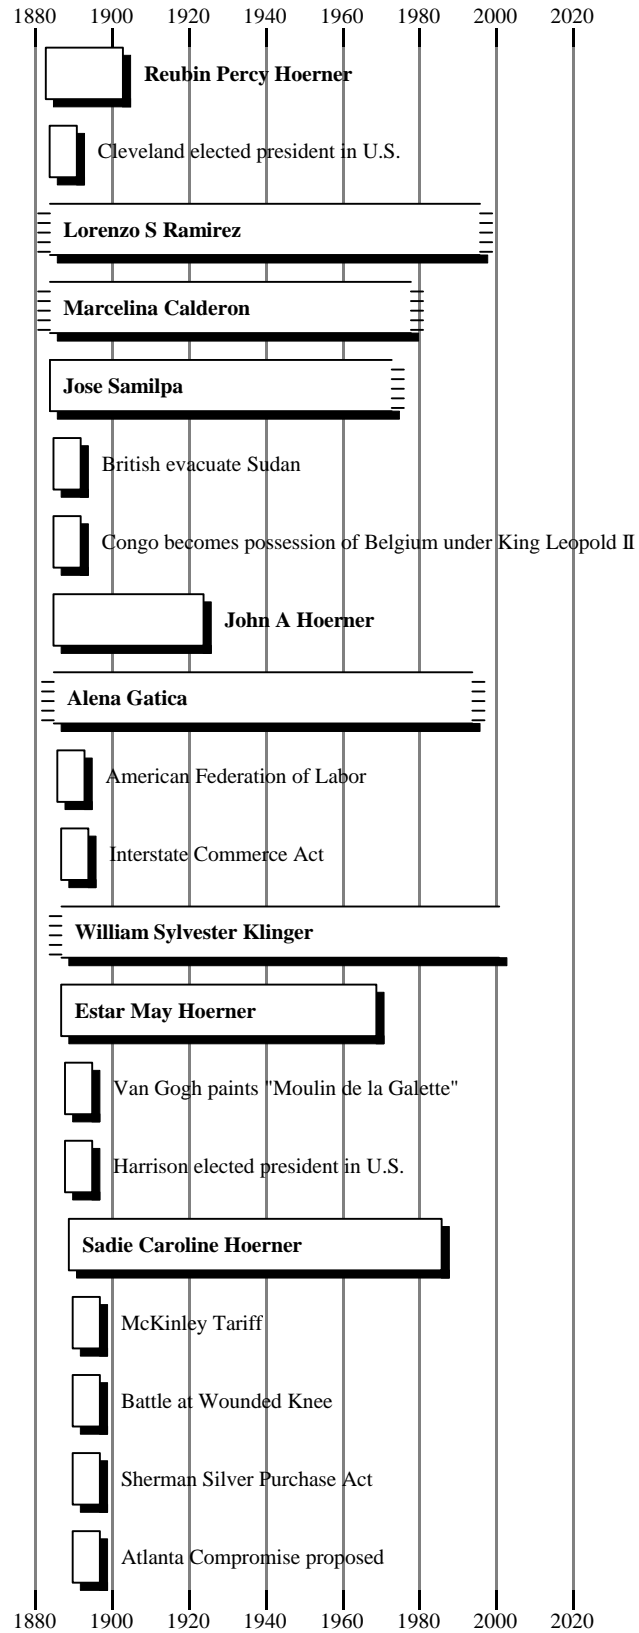 1880 1900 1920 1940 1960 1980 2000 2020
Reubin Percy Hoerner
Cleveland elected president in U.S.
Lorenzo S Ramirez
Marcelina Calderon
Jose Samilpa
British evacuate Sudan
Congo becomes possession of Belgium under King Leopold II
John A Hoerner
Alena Gatica
American Federation of Labor
Interstate Commerce Act
William Sylvester Klinger
Estar May Hoerner
Van Gogh paints "Moulin de la Galette"
Harrison elected president in U.S.
Sadie Caroline Hoerner
McKinley Tariff
Battle at Wounded Knee
Sherman Silver Purchase Act
Atlanta Compromise proposed
1880 1900 1920 1940 1960 1980 2000 2020